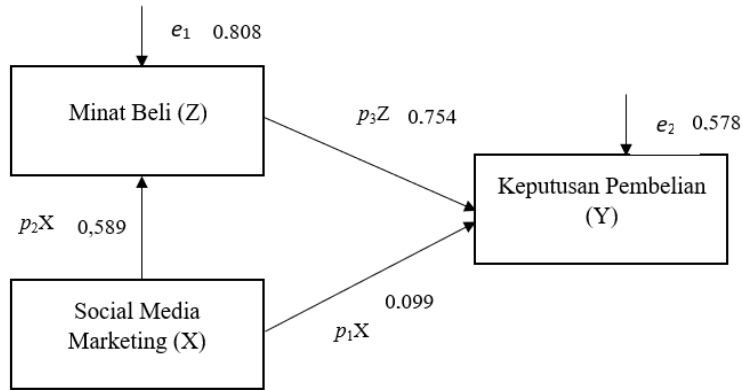 e₁ 0.808
Minat Beli (Z)
p₃Z 0.754
e₂ 0.578
Keputusan Pembelian
(Y)
p₂X 0,589
Social Media
Marketing (X)
0.099
p₁X